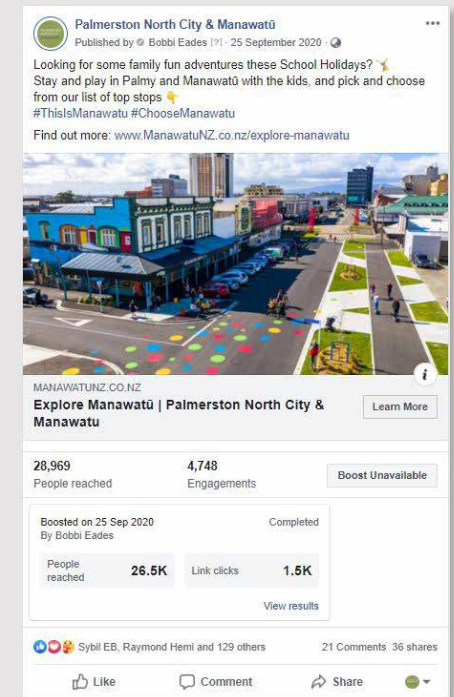 Palmerston North City & Manawatū
Published by Bobbi Eades [?] · 25 September 2020 ·
Looking for some family fun adventures these School Holidays?
Stay and play in Palmy and Manawatū with the kids, and pick and choose
from our list of top stops
#ThisIsManawatu #ChooseManawatu
Find out more: www.ManawatuNZ.co.nz/explore-manawatu
MANAWATUNZ.CO.NZ
Explore Manawatū | Palmerston North City &
Manawatu
Learn More
28,969
People reached
4,748
Engagements
Boost Unavailable
Boosted on 25 Sep 2020
By Bobbi Eades
Completed
People
reached
26.5K
Link clicks
1.5K
View results
Sybil EB, Raymond Hemi and 129 others
21 Comments 36 shares
Like
Comment
Share